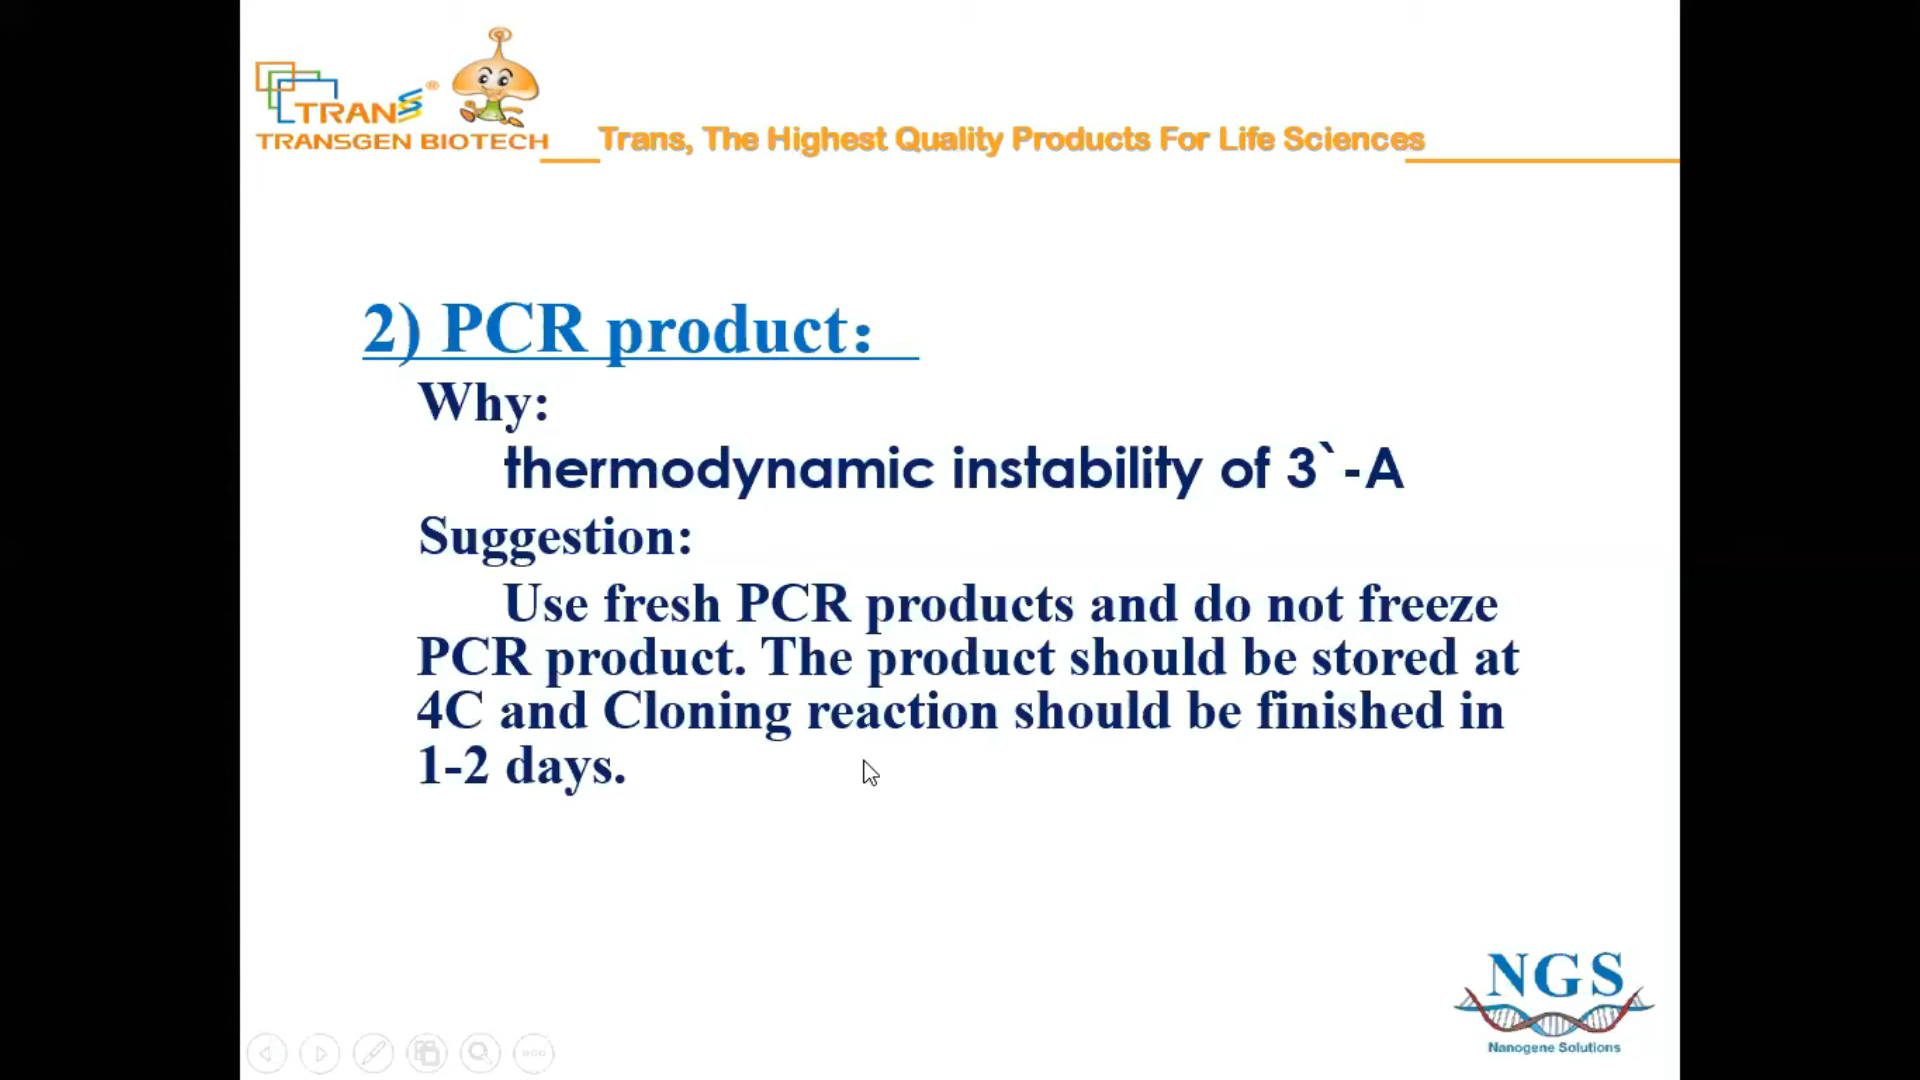 TRANS®
TRANSGEN BIOTECH
Trans, The Highest Quality Products For Life Sciences
2) PCR product：
Why:
thermodynamic instability of 3`-A
Suggestion:
Use fresh PCR products and do not freeze
PCR product. The product should be stored at
4C and Cloning reaction should be finished in
1-2 days.
NGS
Nanogene Solutions